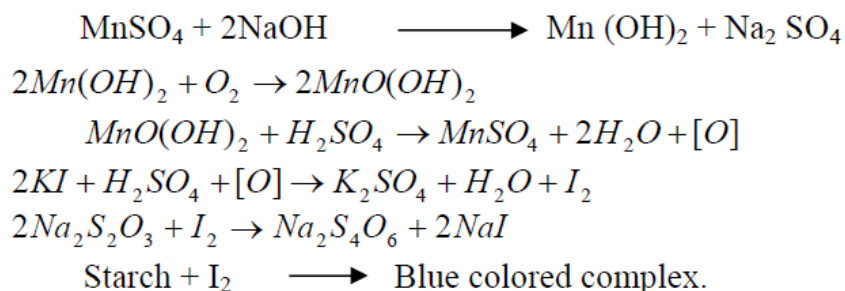 MnSO₄ + 2NaOH ⟶ Mn (OH)₂ + Na₂ SO₄
2Mn(OH)₂ + O₂ → 2MnO(OH)₂
MnO(OH)₂ + H₂SO₄ → MnSO₄ + 2H₂O + [O]
2KI + H₂SO₄ + [O] → K₂SO₄ + H₂O + I₂
2Na₂S₂O₃ + I₂ → Na₂S₄O₆ + 2NaI
Starch + I₂ ⟶ Blue colored complex.